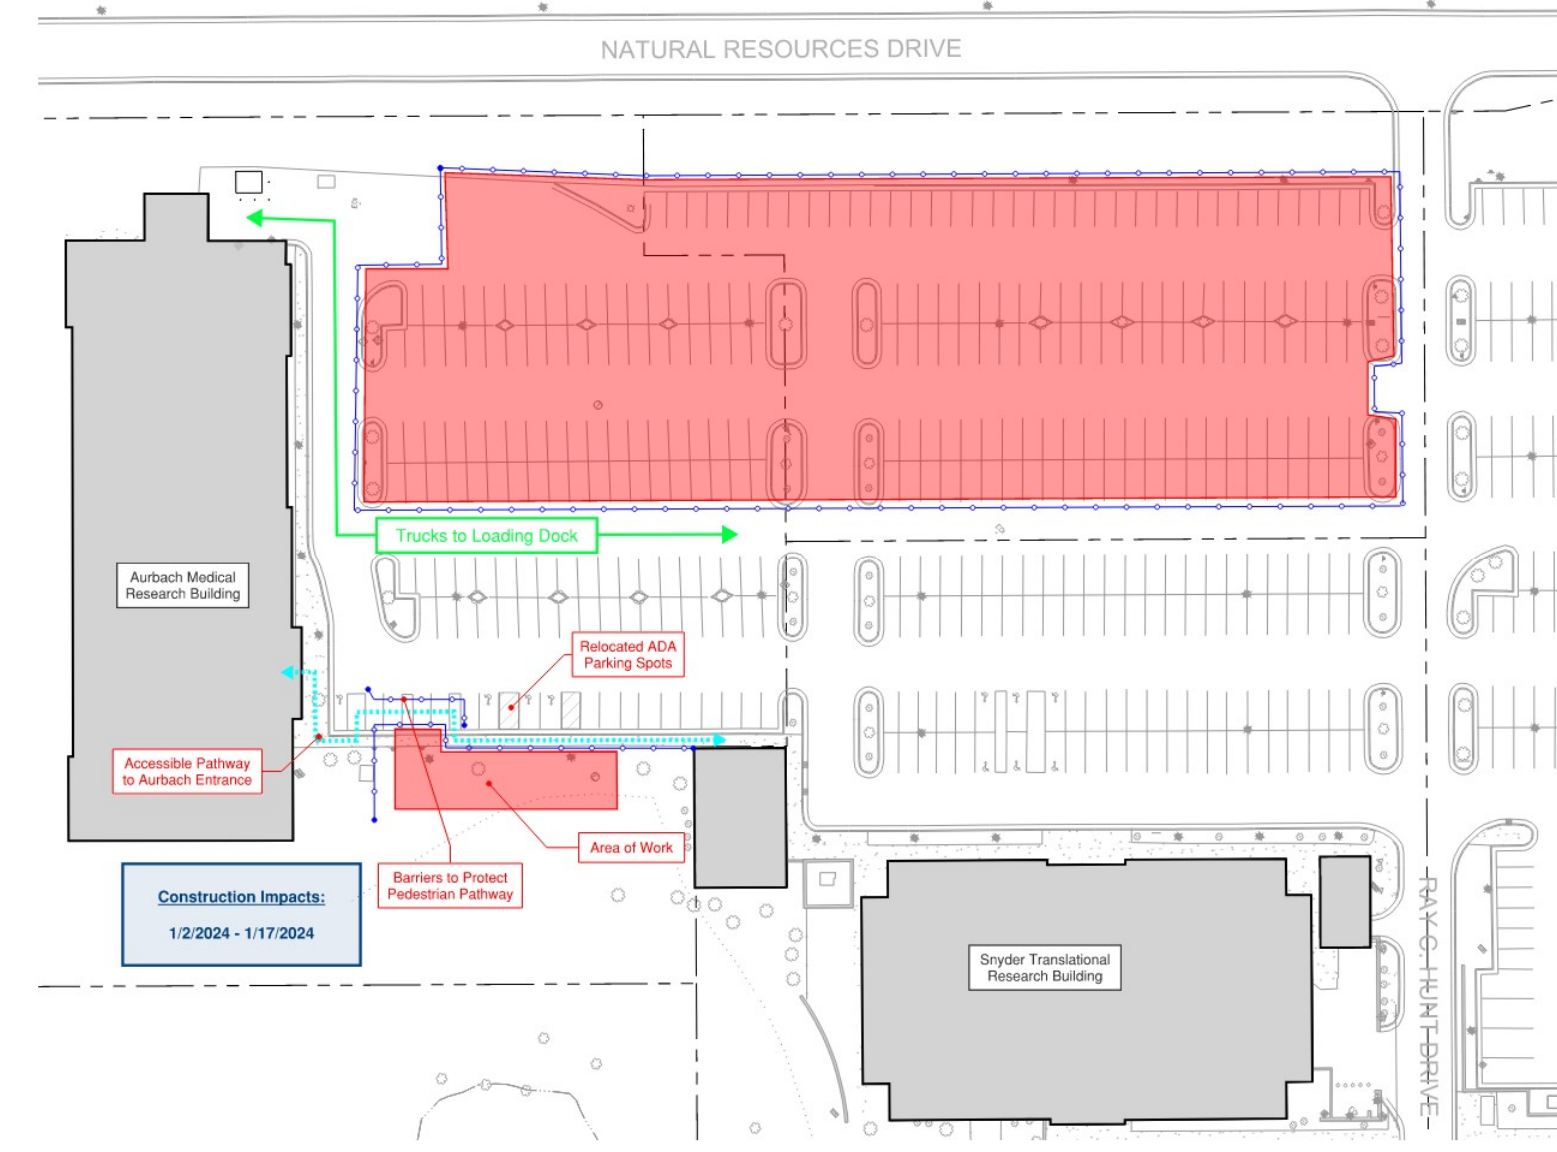 NATURAL RESOURCES DRIVE
Trucks to Loading Dock
Aurbach Medical
Research Building
Relocated ADA
Parking Spots
Accessible Pathway
to Aurbach Entrance
Area of Work
Barriers to Protect
Pedestrian Pathway
Construction Impacts:
1/2/2024 - 1/17/2024
Snyder Translational
Research Building
RAY C. HUNT DRIVE